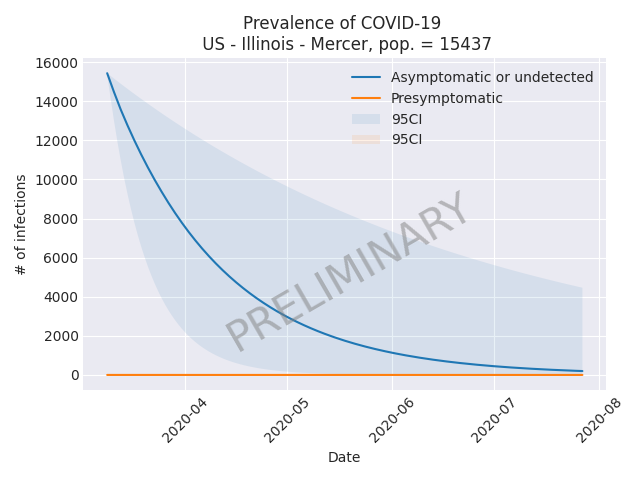 Prevalence of COVID-19
US - Illinois - Mercer, pop. = 15437
16000
14000
12000
10000
8000
6000
4000
2000
0
# of infections
Asymptomatic or undetected
Presymptomatic
95CI
95CI
PRELIMINARY
2020-04
2020-05
2020-06
2020-07
2020-08
Date